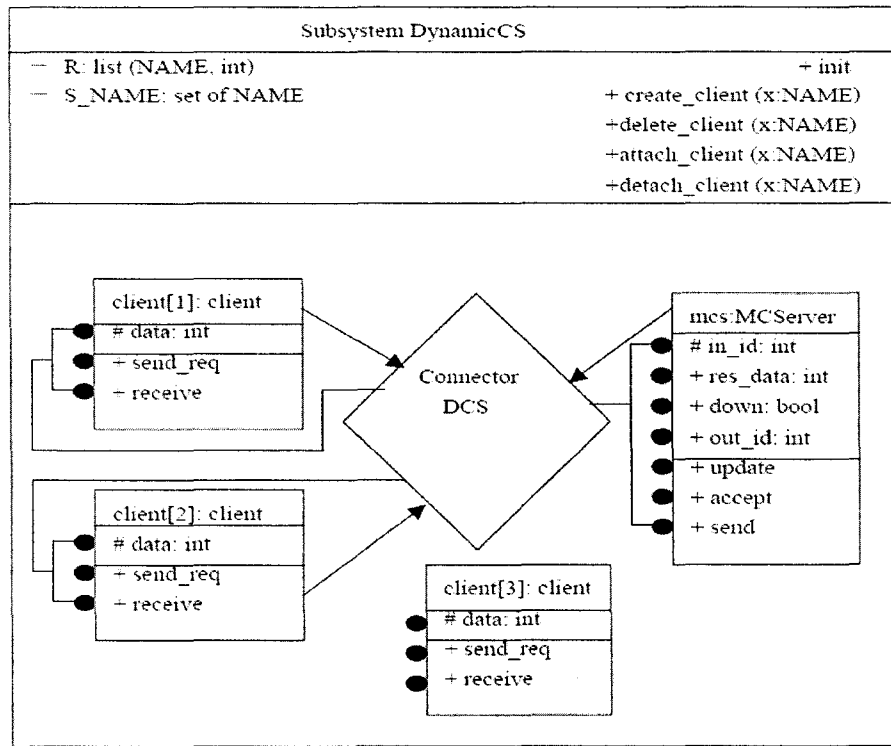 Subsystem DynamicCS
— R: list (NAME, int)
— S_NAME: set of NAME
+ init
+ create_client (x:NAME)
+delete_client (x:NAME)
+attach_client (x:NAME)
+detach_client (x:NAME)
client[1]: client
# data: int
+ send_req
+ receive
Connector
DCS
mcs:MCServer
# in_id: int
+ res_data: int
+ down: bool
+ out_id: int
+ update
+ accept
+ send
client[2]: client
# data: int
+ send_req
+ receive
client[3]: client
# data: int
+ send_req
+ receive